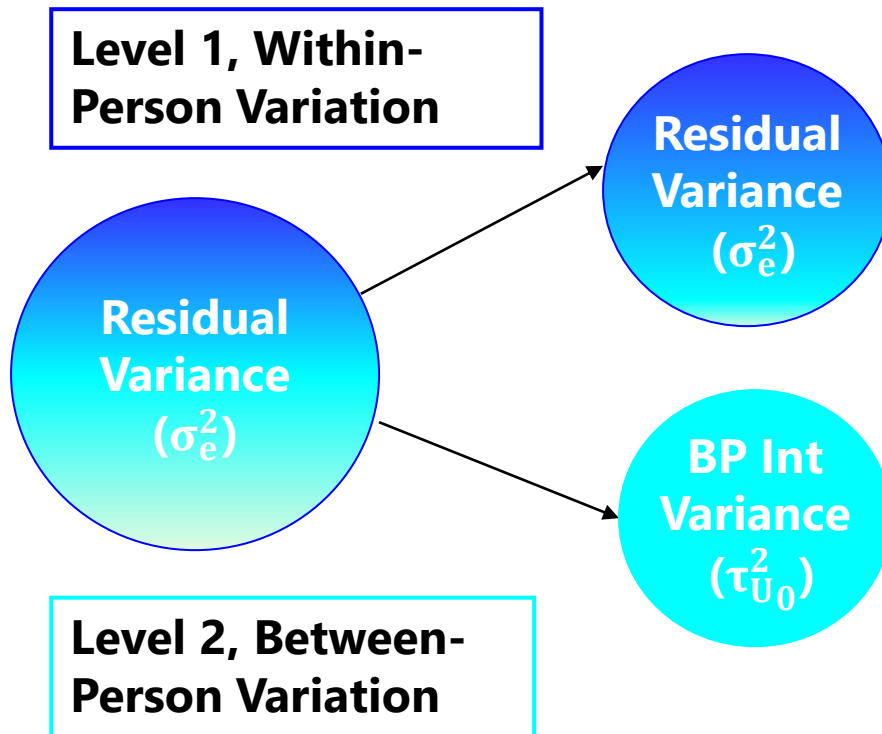 Level 1, Within-
Person Variation
Residual
Variance
(σ²ₑ)
Residual
Variance
(σ²ₑ)
BP Int
Variance
(τ²_U₀)
Level 2, Between-
Person Variation